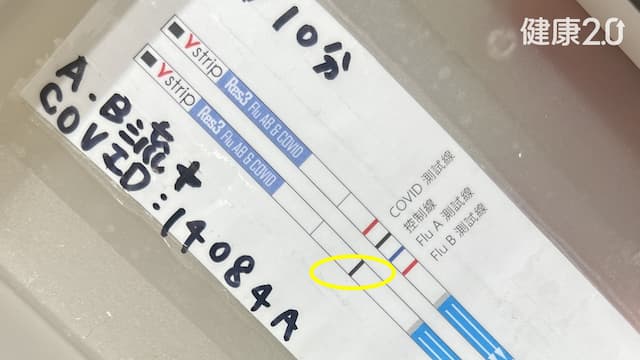 健康2.0
/10分
A.B流+
COVID:14084A
Vstrip Res3 Flu AB & COVID
Vstrip Res3 Flu AB & COVID
COVID 測試線
控制線
Flu A 測試線
Flu B 測試線